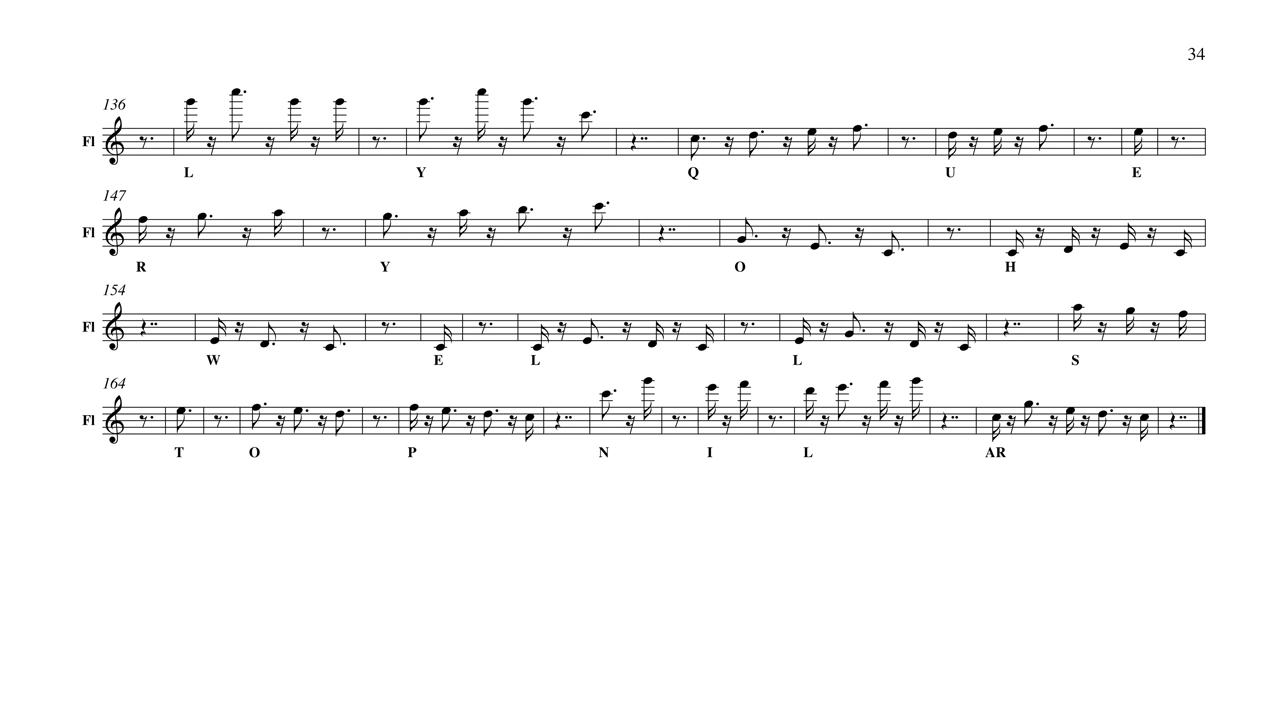 34
136
Fl
L Y Q U E
147
Fl
R Y O H
154
Fl
W E L L S
164
Fl
T O P N I L AR